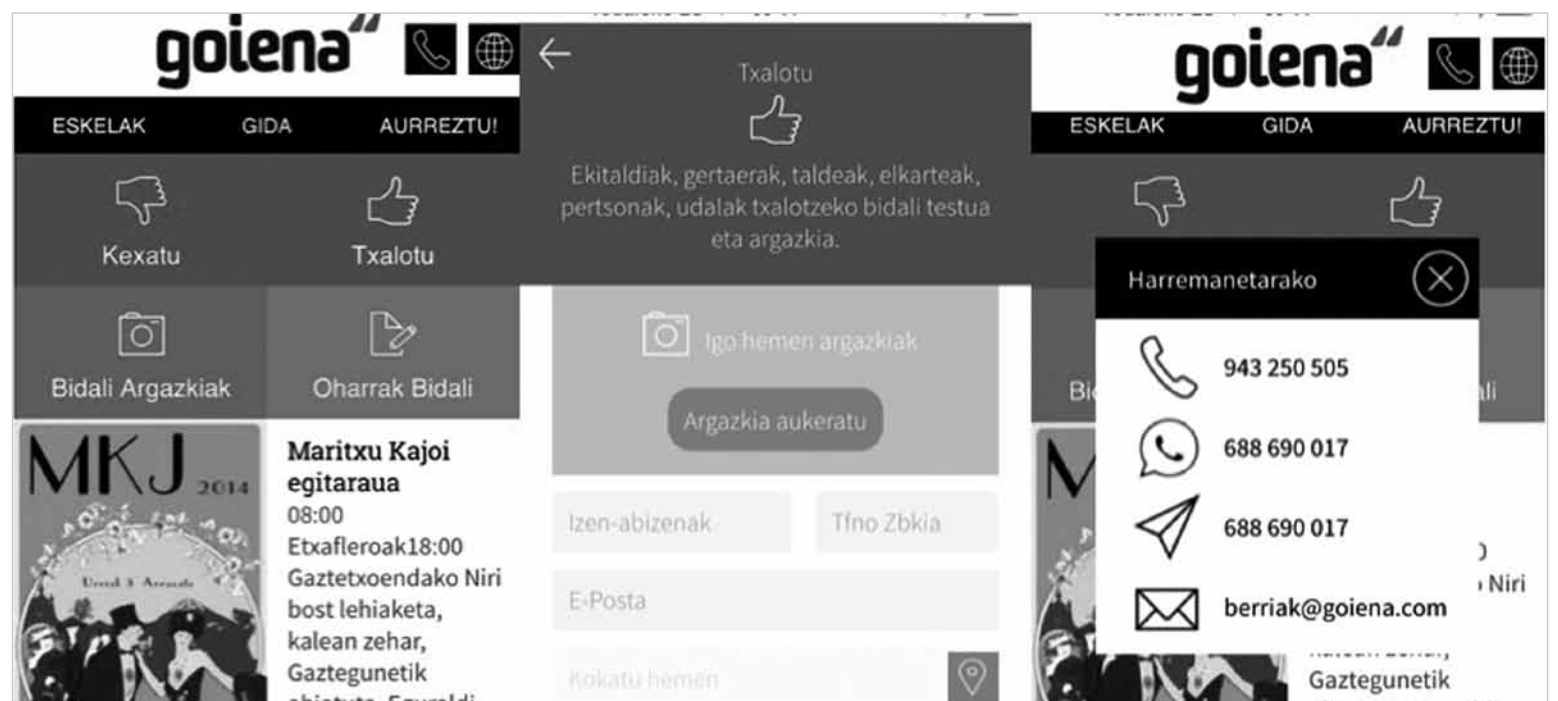 goiena
ESKELAK GIDA AURREZTU!
Kexatu Txalotu
Bidali Argazkiak Oharrak Bidali
MKJ 2014
Maritxu Kajoi
egitaraua
08:00
Etxafleroak18:00
Gaztetxoendako Niri
bost lehiaketa,
kalean zehar,
Gaztegunetik
Txalotu
Ekitaldiak, gertaerak, taldeak, elkarteak,
pertsonak, udalak txalotzeko bidali testua
eta argazkia.
Igo hemen argazkiak
Argazkia aukeratu
Izen-abizenak Tfno Zbkia
E-Posta
Kokatu hemen
goiena
ESKELAK GIDA AURREZTU!
Harremanetarako
943 250 505
688 690 017
688 690 017
berriak@goiena.com
Niri
Gaztegunetik